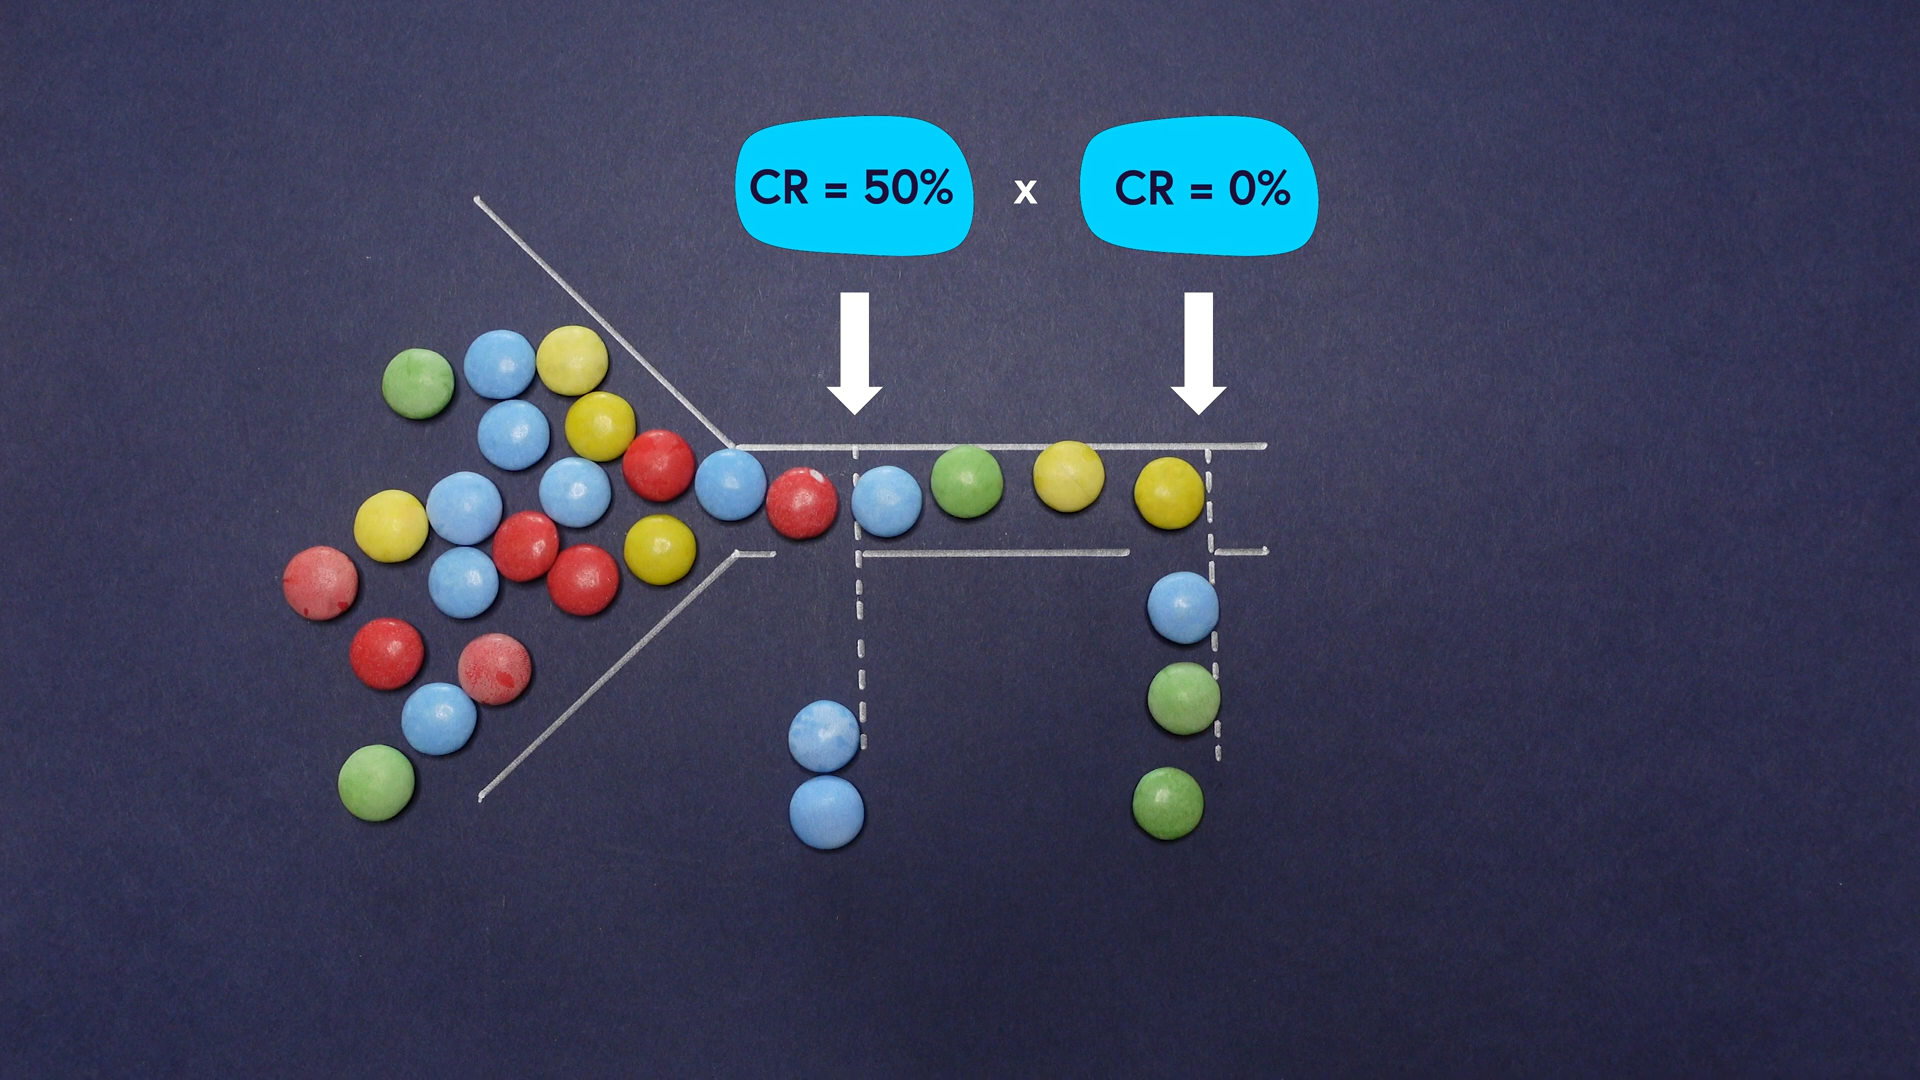 CR = 50% x CR = 0%